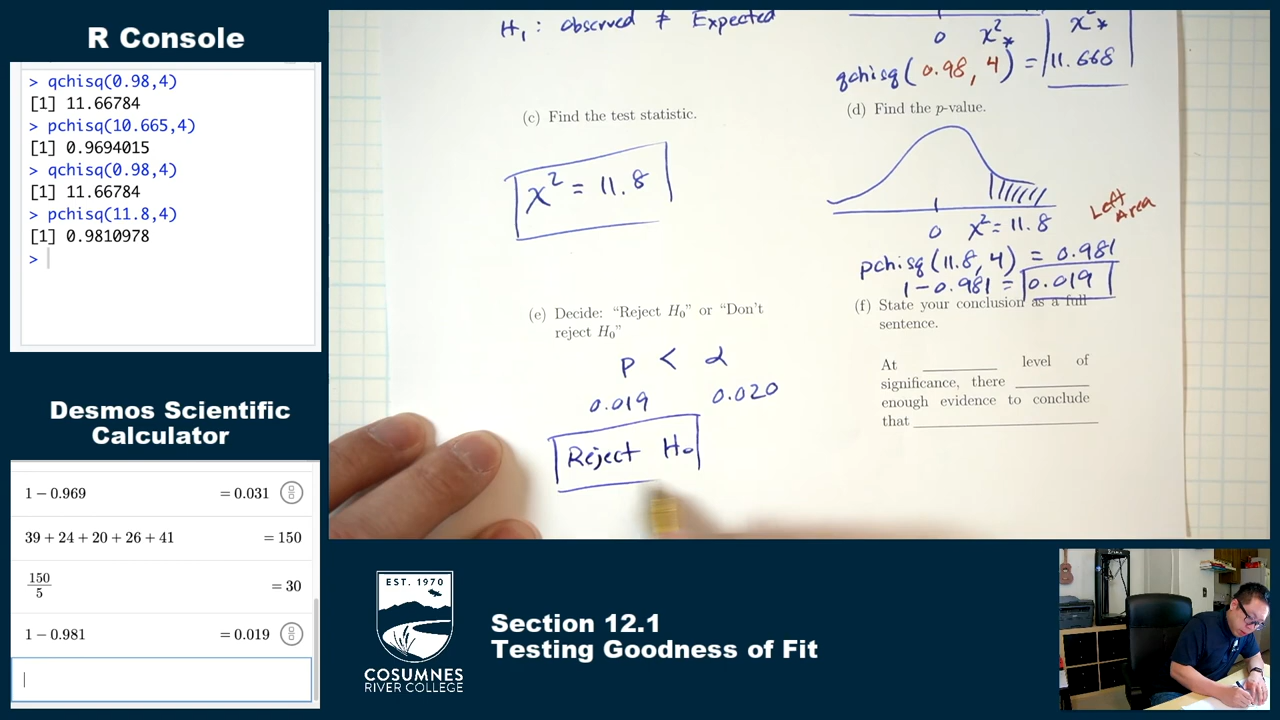 R Console
> qchisq(0.98,4)
[1] 11.66784
> pchisq(10.665,4)
[1] 0.9694015
> qchisq(0.98,4)
[1] 11.66784
> pchisq(11.8,4)
[1] 0.9810978
>
Desmos Scientific
Calculator
1 − 0.969 = 0.031
39 + 24 + 20 + 26 + 41 = 150
150/5 = 30
1 − 0.981 = 0.019
H₁ : Observed ≠ Expected
0 χ²* χ²*
qchisq(0.98, 4) = 11.668
(c) Find the test statistic.
χ² = 11.8
(d) Find the p-value.
Left
Area
0 χ² = 11.8
pchisq(11.8, 4) = 0.981
1 − 0.981 = 0.019
(e) Decide: “Reject H₀” or “Don’t
reject H₀”
p < α
0.019 0.020
Reject H₀
(f) State your conclusion as a full
sentence.
At ________ level of
significance, there ________
enough evidence to conclude
that ____________________
EST. 1970
COSUMNES
RIVER COLLEGE
Section 12.1
Testing Goodness of Fit